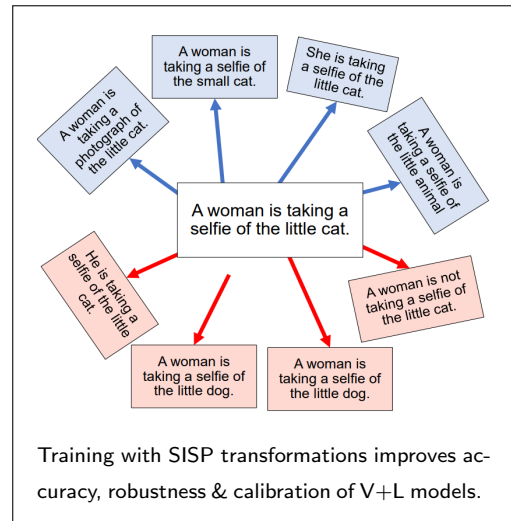 A woman is
taking a selfie of
the small cat.
She is taking
a selfie of the
little cat.
A woman is
taking a
photograph of
the little cat.
A woman is
taking a selfie of
the little animal
A woman is taking a
selfie of the little cat.
He is taking a
selfie of the little
cat.
A woman is not
taking a selfie of
the little cat.
A woman is
taking a selfie of
the little dog.
A woman is
taking a selfie of
the little dog.
Training with SISP transformations improves ac-
curacy, robustness & calibration of V+L models.